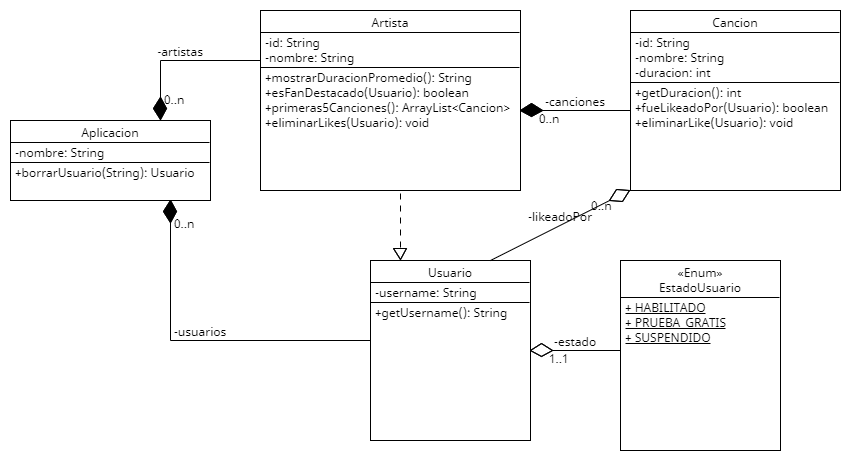 Artista
-id: String
-nombre: String
+mostrarDuracionPromedio(): String
+esFanDestacado(Usuario): boolean
+primeras5Canciones(): ArrayList<Cancion>
+eliminarLikes(Usuario): void
Cancion
-id: String
-nombre: String
-duracion: int
+getDuracion(): int
+fueLikeadoPor(Usuario): boolean
+eliminarLike(Usuario): void
-artistas
0..n
-canciones
0..n
Aplicacion
-nombre: String
+borrarUsuario(String): Usuario
0..n
-usuarios
0..n
-likeadoPor
Usuario
-username: String
+getUsername(): String
-estado
1..1
«Enum»
EstadoUsuario
+ HABILITADO
+ PRUEBA_GRATIS
+ SUSPENDIDO